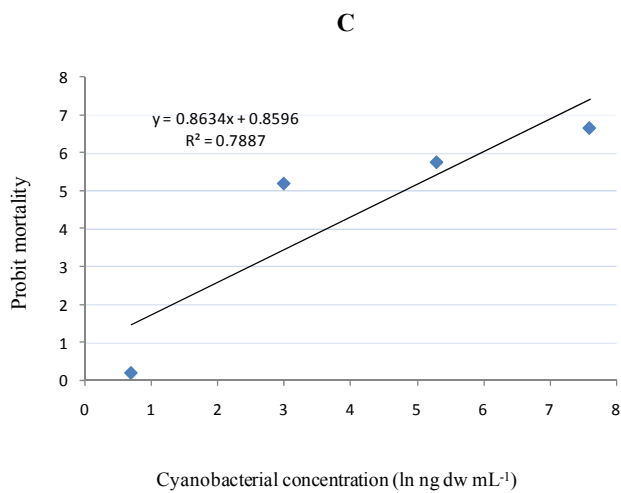 C
8
7
6
5
4
3
2
1
0
y = 0.8634x + 0.8596
R² = 0.7887
Probit mortality
0 1 2 3 4 5 6 7 8
Cyanobacterial concentration (ln ng dw mL⁻¹)